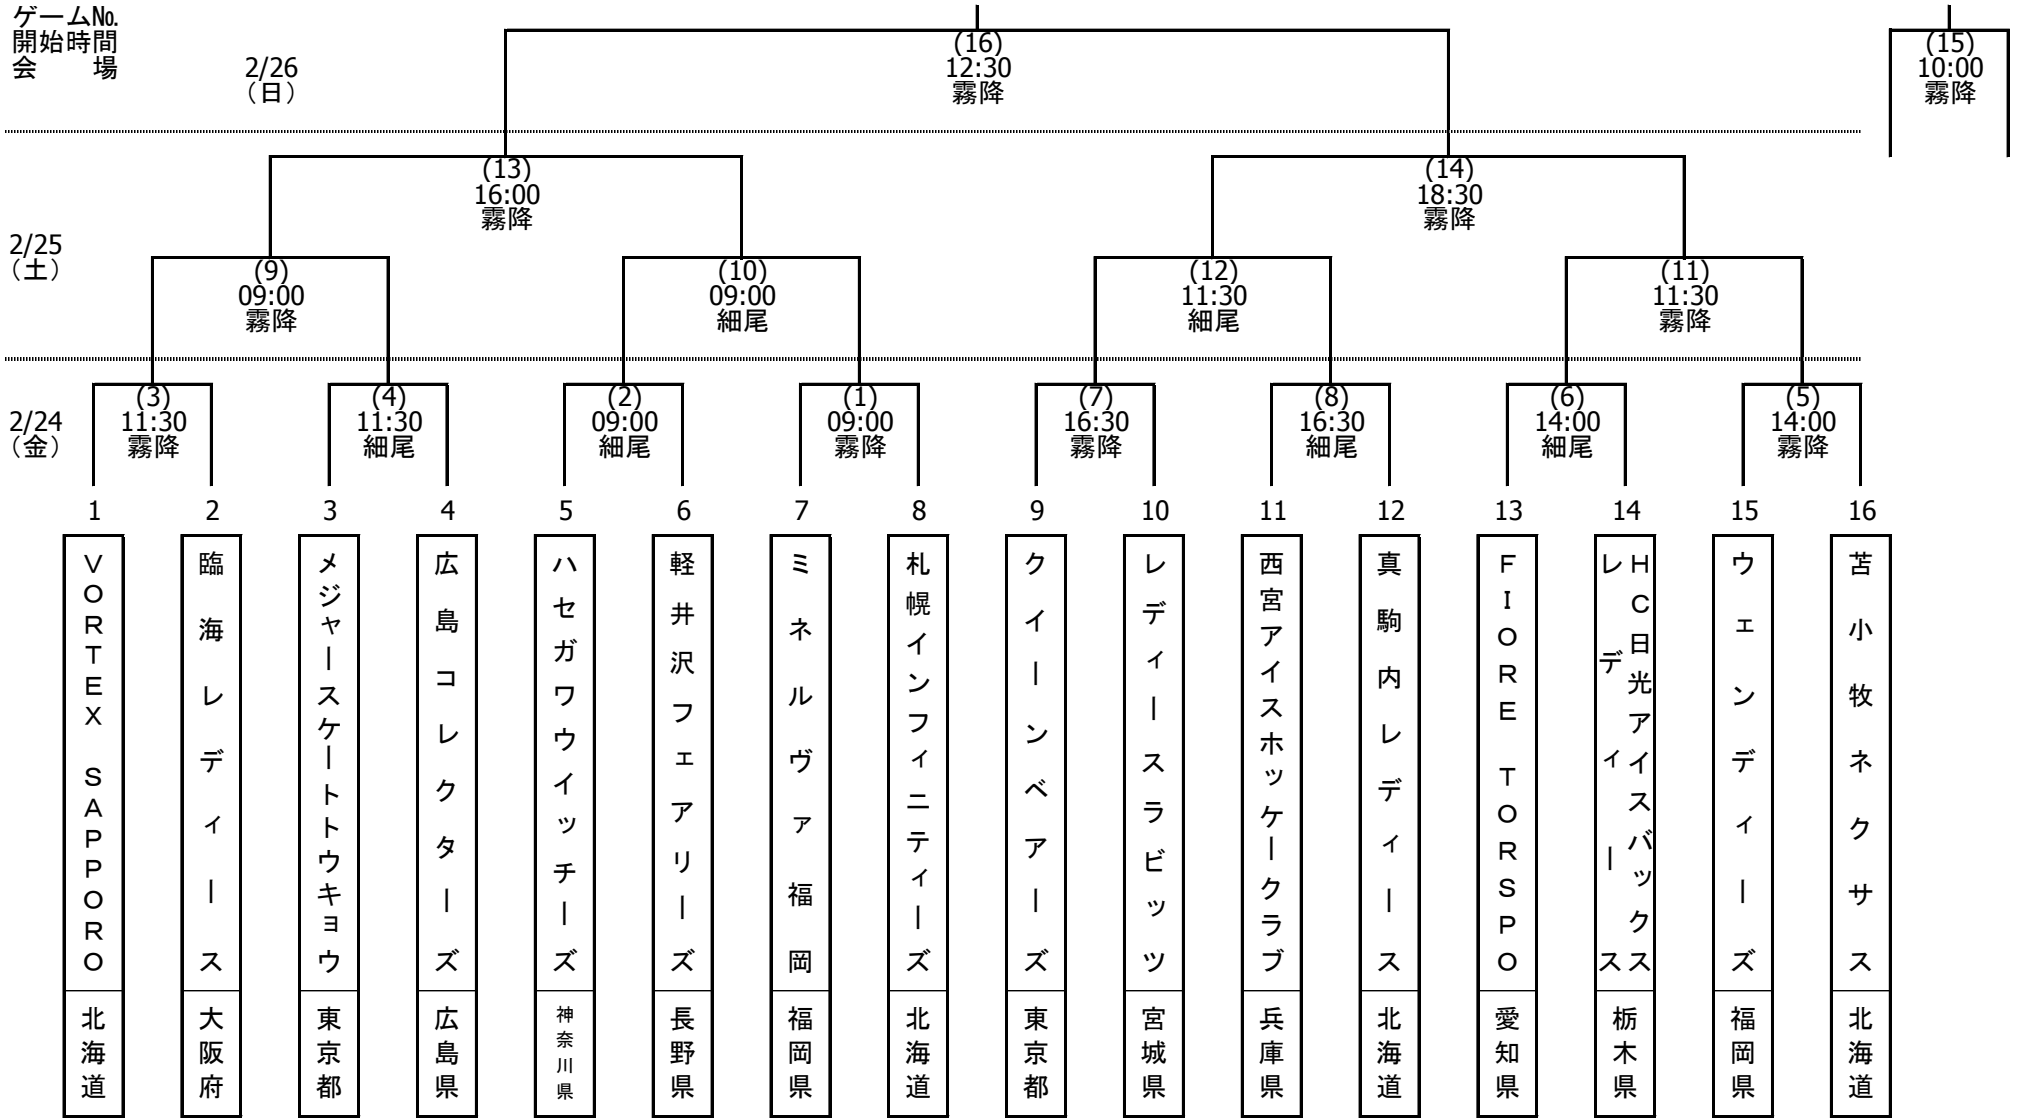 ゲーム№
開始時間
会　　場
2/26
（日）
(16)
12:30
霧降
(15)
10:00
霧降
2/25
（土）
(13)
16:00
霧降
(14)
18:30
霧降
(9)
09:00
霧降
(10)
09:00
細尾
(12)
11:30
細尾
(11)
11:30
霧降
2/24
（金）
(3)
11:30
霧降
(4)
11:30
細尾
(2)
09:00
細尾
(1)
09:00
霧降
(7)
16:30
霧降
(8)
16:30
細尾
(6)
14:00
細尾
(5)
14:00
霧降
1
2
3
4
5
6
7
8
9
10
11
12
13
14
15
16
ＶＯＲＴＥＸ　ＳＡＰＰＯＲＯ
北海道
臨海レディース
大阪府
メジャースケートトウキョウ
東京都
広島コレクターズ
広島県
ハセガワウイッチーズ
神奈川県
軽井沢フェアリーズ
長野県
ミネルヴァ福岡
福岡県
札幌インフィニティーズ
北海道
クイーンベアーズ
東京都
レディースラビッツ
宮城県
西宮アイスホッケークラブ
兵庫県
真駒内レディース
北海道
ＦＩＯＲＥ　ＴＯＲＳＰＯ
愛知県
ＨＣ日光アイスバックス
レディース
栃木県
ウェンディーズ
福岡県
苫小牧ネクサス
北海道